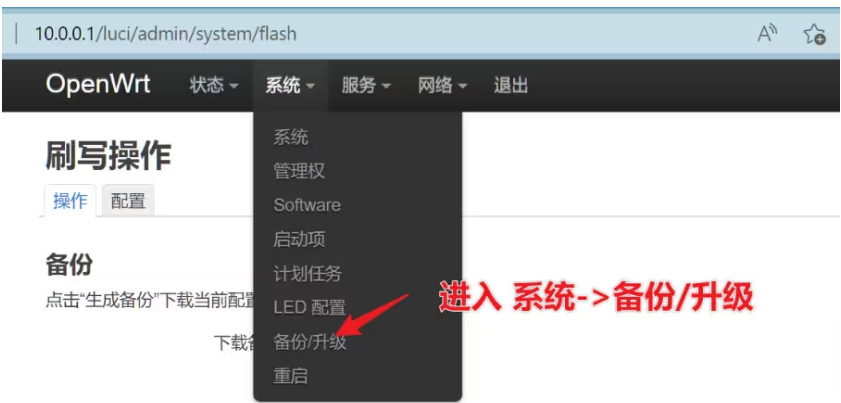 10.0.0.1/luci/admin/system/flash
OpenWrt 状态 系统 服务 网络 退出
刷写操作
操作 配置
系统
管理权
Software
启动项
计划任务
LED 配置
备份/升级
重启
备份
点击“生成备份”下载当前配
下载
进入 系统->备份/升级